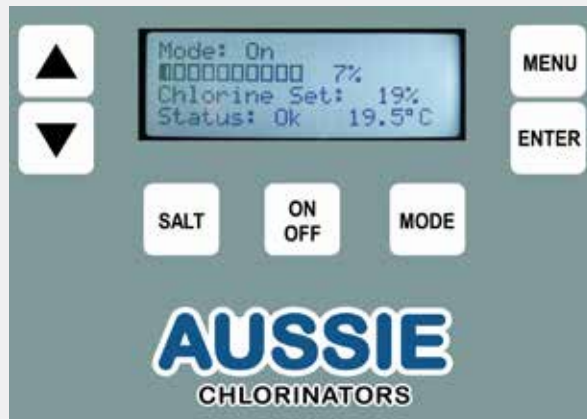 Mode: On
7%
Chlorine Set: 19%
Status: Ok 19.5°C
MENU
ENTER
SALT
ON
OFF
MODE
AUSSIE
CHLORINATORS